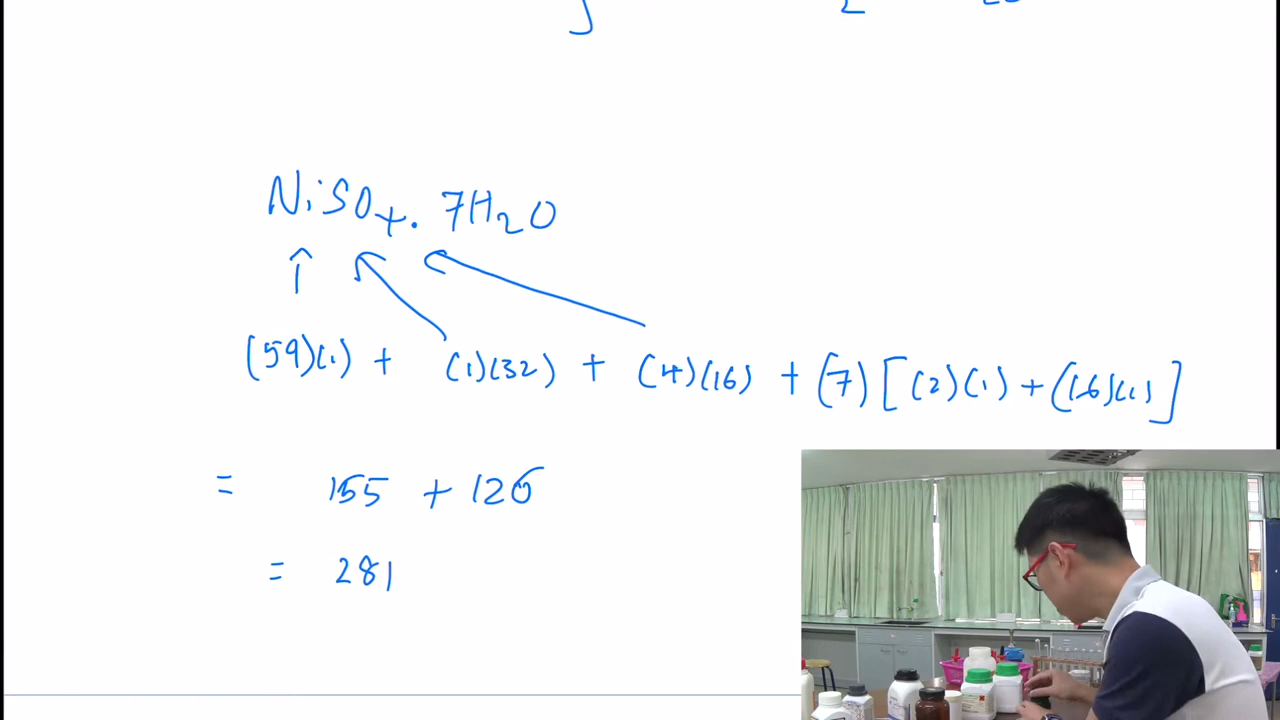 NiSO4. 7H2O
(59)(1) + (1)(32) + (4)(16) + (7)[(2)(1) + (16)(1)]
= 155 + 126
= 281